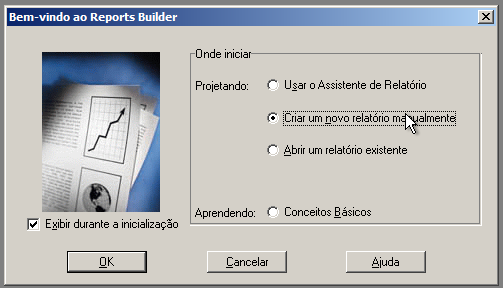 Bem-vindo ao Reports Builder
Onde iniciar
Projetando:
Usar o Assistente de Relatório
Criar um novo relatório manualmente
Abrir um relatório existente
Aprendendo:
Conceitos Básicos
Exibir durante a inicialização
OK
Cancelar
Ajuda